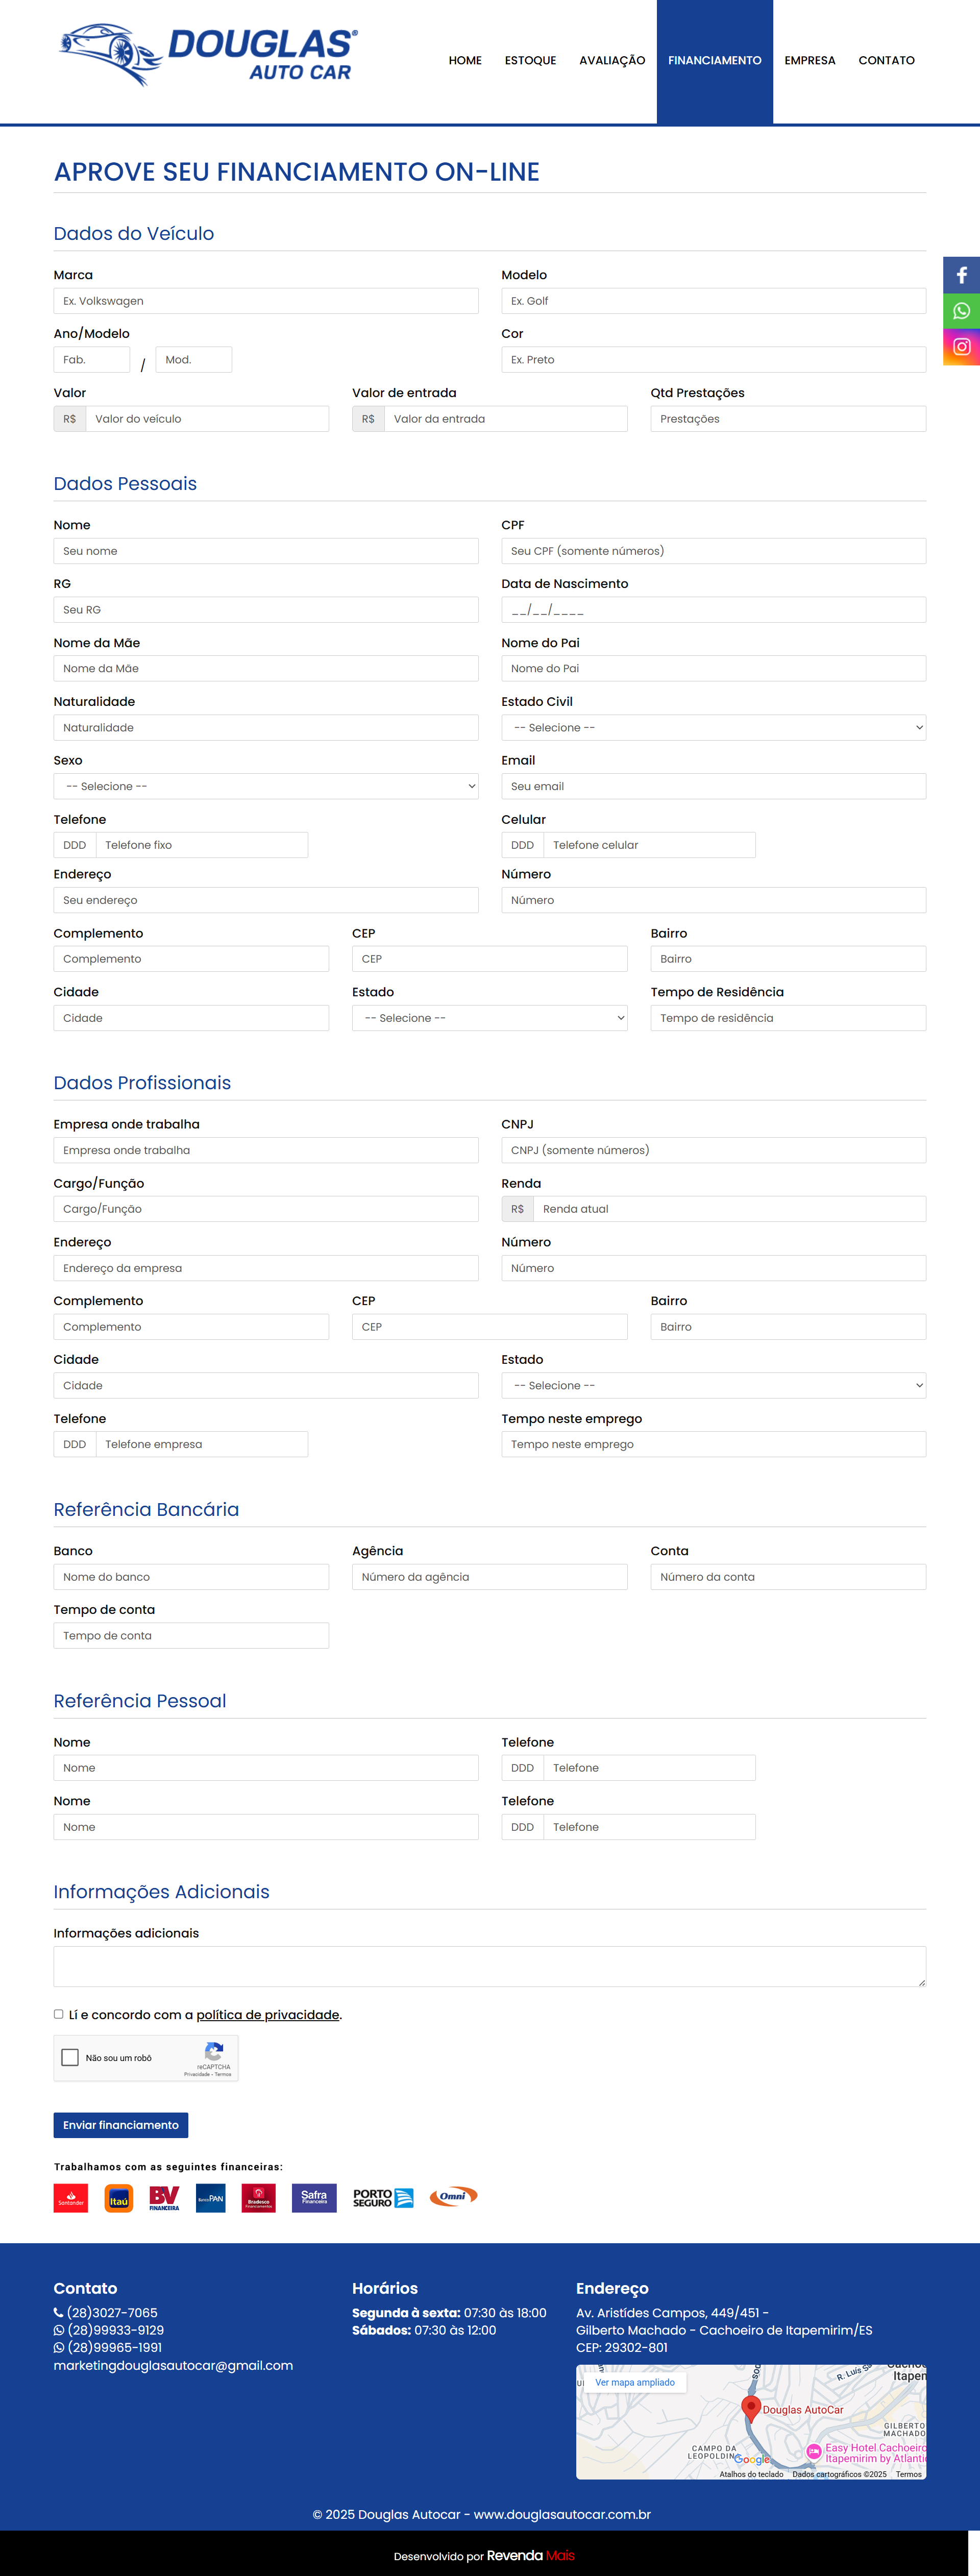 DOUGLAS®
AUTO CAR
HOME ESTOQUE AVALIAÇÃO FINANCIAMENTO EMPRESA CONTATO
APROVE SEU FINANCIAMENTO ON-LINE
Dados do Veículo
Marca Modelo
Ex. Volkswagen Ex. Golf
Ano/Modelo Cor
Fab. / Mod. Ex. Preto
Valor Valor de entrada Qtd Prestações
R$ Valor do veículo R$ Valor da entrada Prestações
Dados Pessoais
Nome CPF
Seu nome Seu CPF (somente números)
RG Data de Nascimento
Seu RG __/__/____
Nome da Mãe Nome do Pai
Nome da Mãe Nome do Pai
Naturalidade Estado Civil
Naturalidade -- Selecione --
Sexo Email
-- Selecione -- Seu email
Telefone Celular
DDD Telefone fixo DDD Telefone celular
Endereço Número
Seu endereço Número
Complemento CEP Bairro
Complemento CEP Bairro
Cidade Estado Tempo de Residência
Cidade -- Selecione -- Tempo de residência
Dados Profissionais
Empresa onde trabalha CNPJ
Empresa onde trabalha CNPJ (somente números)
Cargo/Função Renda
Cargo/Função R$ Renda atual
Endereço Número
Endereço da empresa Número
Complemento CEP Bairro
Complemento CEP Bairro
Cidade Estado
Cidade -- Selecione --
Telefone Tempo neste emprego
DDD Telefone empresa Tempo neste emprego
Referência Bancária
Banco Agência Conta
Nome do banco Número da agência Número da conta
Tempo de conta
Tempo de conta
Referência Pessoal
Nome Telefone
Nome DDD Telefone
Nome Telefone
Nome DDD Telefone
Informações Adicionais
Informações adicionais
Lí e concordo com a política de privacidade.
Não sou um robô
reCAPTCHA
Privacidade - Termos
Enviar financiamento
Trabalhamos com as seguintes financeiras:
Santander Itaú BV FINANCEIRA Banco PAN Bradesco Financiamentos Safra Financeira PORTO SEGURO Omni
Contato
(28)3027-7065
(28)99933-9129
(28)99965-1991
marketingdouglasautocar@gmail.com
Horários
Segunda à sexta: 07:30 às 18:00
Sábados: 07:30 às 12:00
Endereço
Av. Aristídes Campos, 449/451 -
Gilberto Machado - Cachoeiro de Itapemirim/ES
CEP: 29302-801
Ver mapa ampliado
R. Luís
Itapem
Douglas AutoCar
GILBERTO
MACHADO
CAMPO DA
LEOPOLDIN
Google
Easy Hotel Cachoeiro
Itapemirim by Atlantic
Atalhos do teclado Dados cartográficos ©2025 Termos
© 2025 Douglas Autocar - www.douglasautocar.com.br
Desenvolvido por Revenda Mais